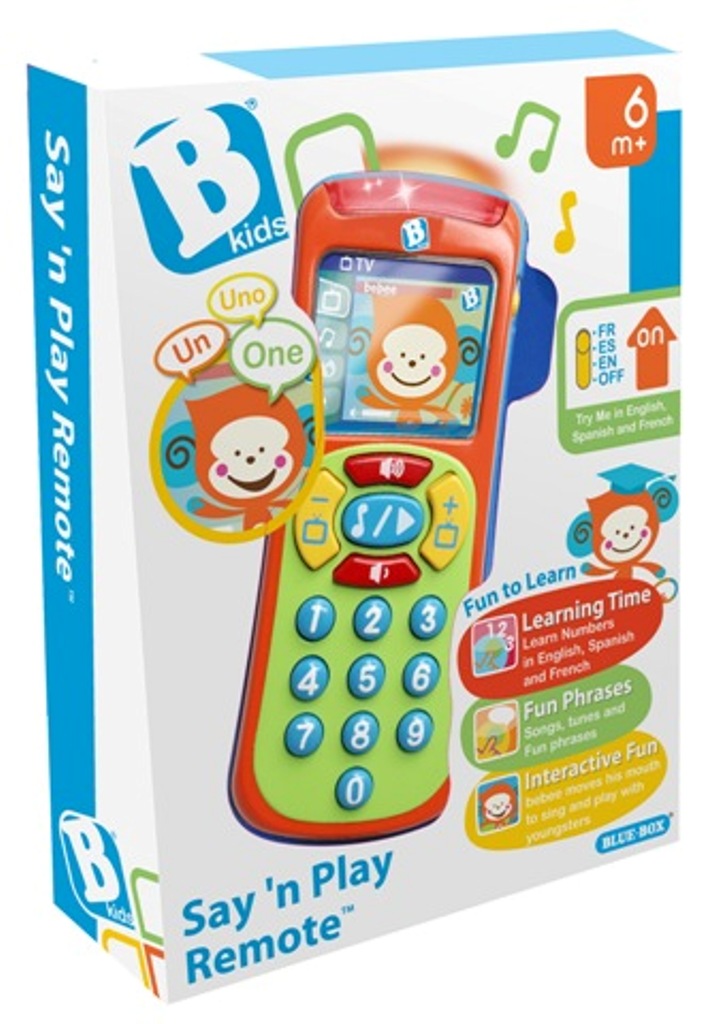 Say 'n Play Remote™
B®
kids
6
m+
Uno
Un
One
B
TV
bebee
B
on
FR
ES
EN
OFF
Try Me in English,
Spanish and French
1 2 3
4 5 6
7 8 9
0
Fun to Learn
1 2
3
Learning Time
Learn Numbers
in English, Spanish
and French
Fun Phrases
Songs, tunes and
Fun phrases
Interactive Fun
bebee moves his mouth
to sing and play with
youngsters
BLUE-BOX®
Say 'n Play
Remote™
B®
kids